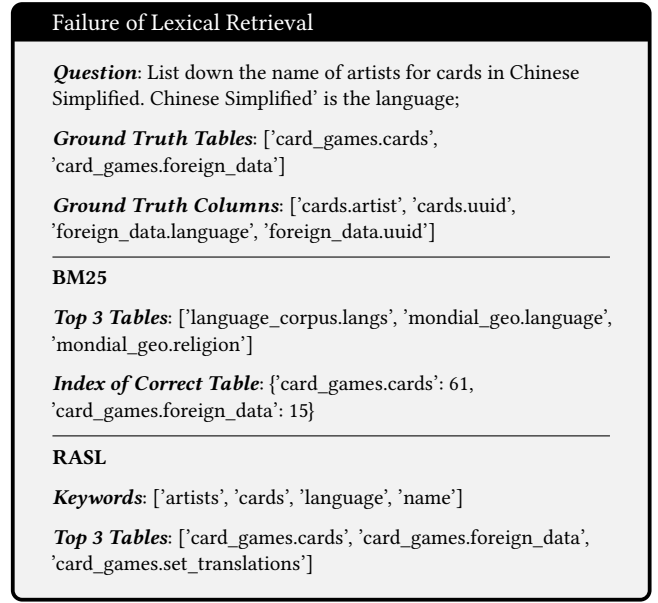 Failure of Lexical Retrieval
Question: List down the name of artists for cards in Chinese
Simplified. Chinese Simplified’ is the language;
Ground Truth Tables: [’card_games.cards’,
’card_games.foreign_data’]
Ground Truth Columns: [’cards.artist’, ’cards.uuid’,
’foreign_data.language’, ’foreign_data.uuid’]
BM25
Top 3 Tables: [’language_corpus.langs’, ’mondial_geo.language’,
’mondial_geo.religion’]
Index of Correct Table: {’card_games.cards’: 61,
’card_games.foreign_data’: 15}
RASL
Keywords: [’artists’, ’cards’, ’language’, ’name’]
Top 3 Tables: [’card_games.cards’, ’card_games.foreign_data’,
’card_games.set_translations’]